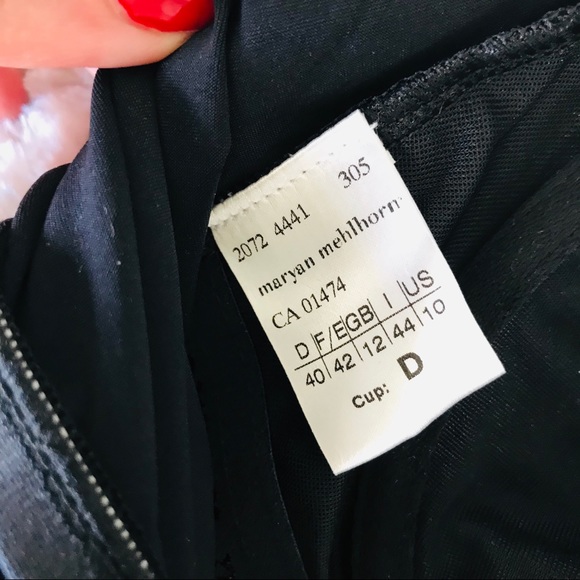 2072 4441 305
maryan mehlhorn
CA 01474
D F/E GB I US
40 42 12 44 10
Cup: D